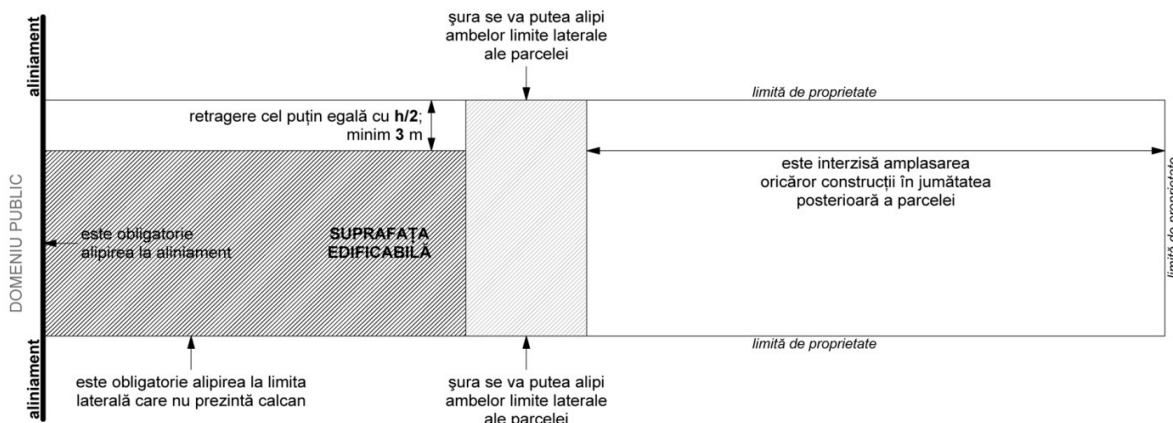 aliniament
şura se va putea alipi
ambelor limite laterale
ale parcelei
limită de proprietate
retragere cel puțin egală cu h/2;
minim 3 m
este interzisă amplasarea
oricăror construcții în jumătatea
posterioară a parcelei
limită de proprietate
DOMENIU PUBLIC
este obligatorie
alipirea la aliniament
SUPRAFAȚA
EDIFICABILĂ
limită de proprietate
aliniament
este obligatorie alipirea la limita
laterală care nu prezintă calcan
şura se va putea alipi
ambelor limite laterale
ale parcelei